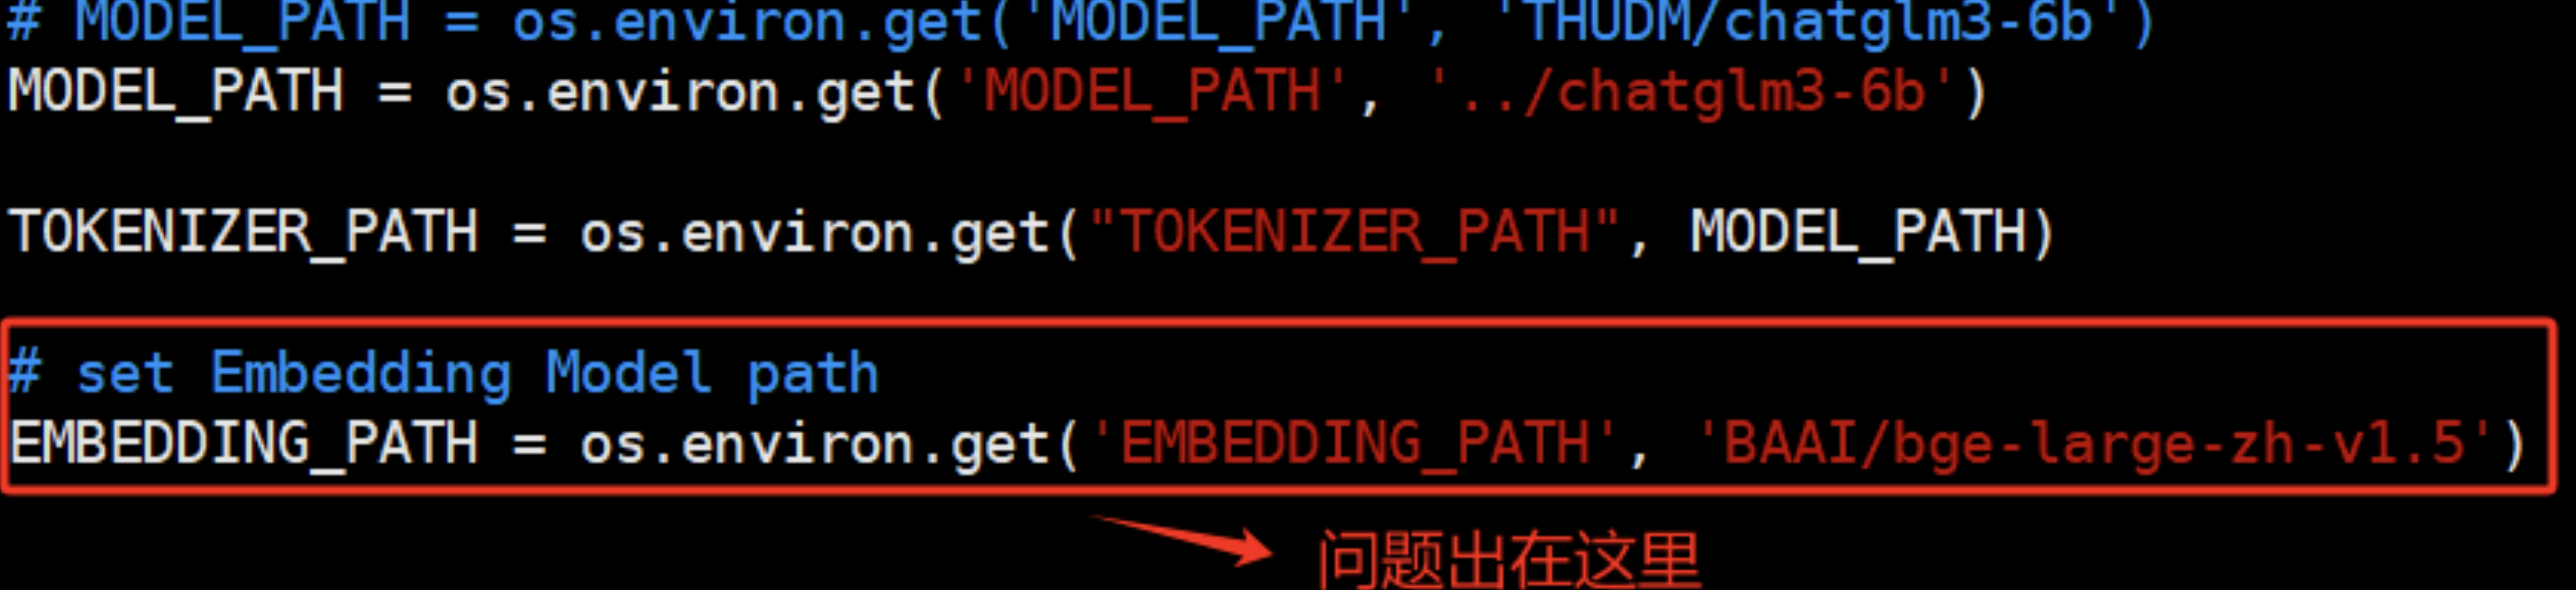 # MODEL_PATH = os.environ.get('MODEL_PATH', 'THUDM/chatglm3-6b')
MODEL_PATH = os.environ.get('MODEL_PATH', '../chatglm3-6b')
TOKENIZER_PATH = os.environ.get("TOKENIZER_PATH", MODEL_PATH)
# set Embedding Model path
EMBEDDING_PATH = os.environ.get('EMBEDDING_PATH', 'BAAI/bge-large-zh-v1.5')
问题出在这里